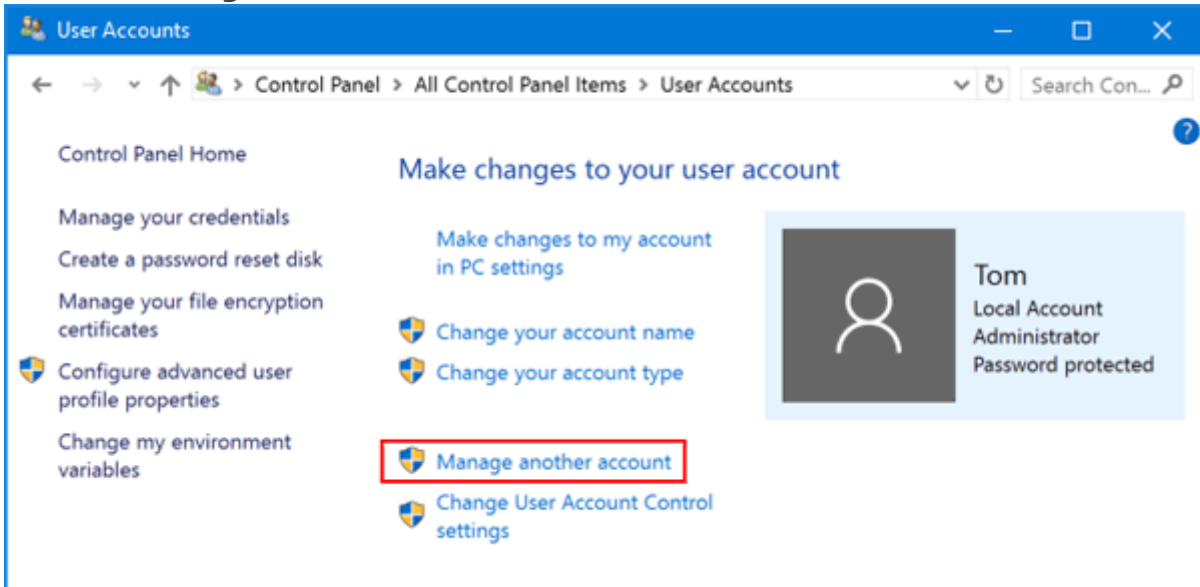 User Accounts
Control Panel > All Control Panel Items > User Accounts
Search Con...
?
Control Panel Home
Manage your credentials
Create a password reset disk
Manage your file encryption
certificates
Configure advanced user
profile properties
Change my environment
variables
Make changes to your user account
Make changes to my account
in PC settings
Change your account name
Change your account type
Manage another account
Change User Account Control
settings
Tom
Local Account
Administrator
Password protected